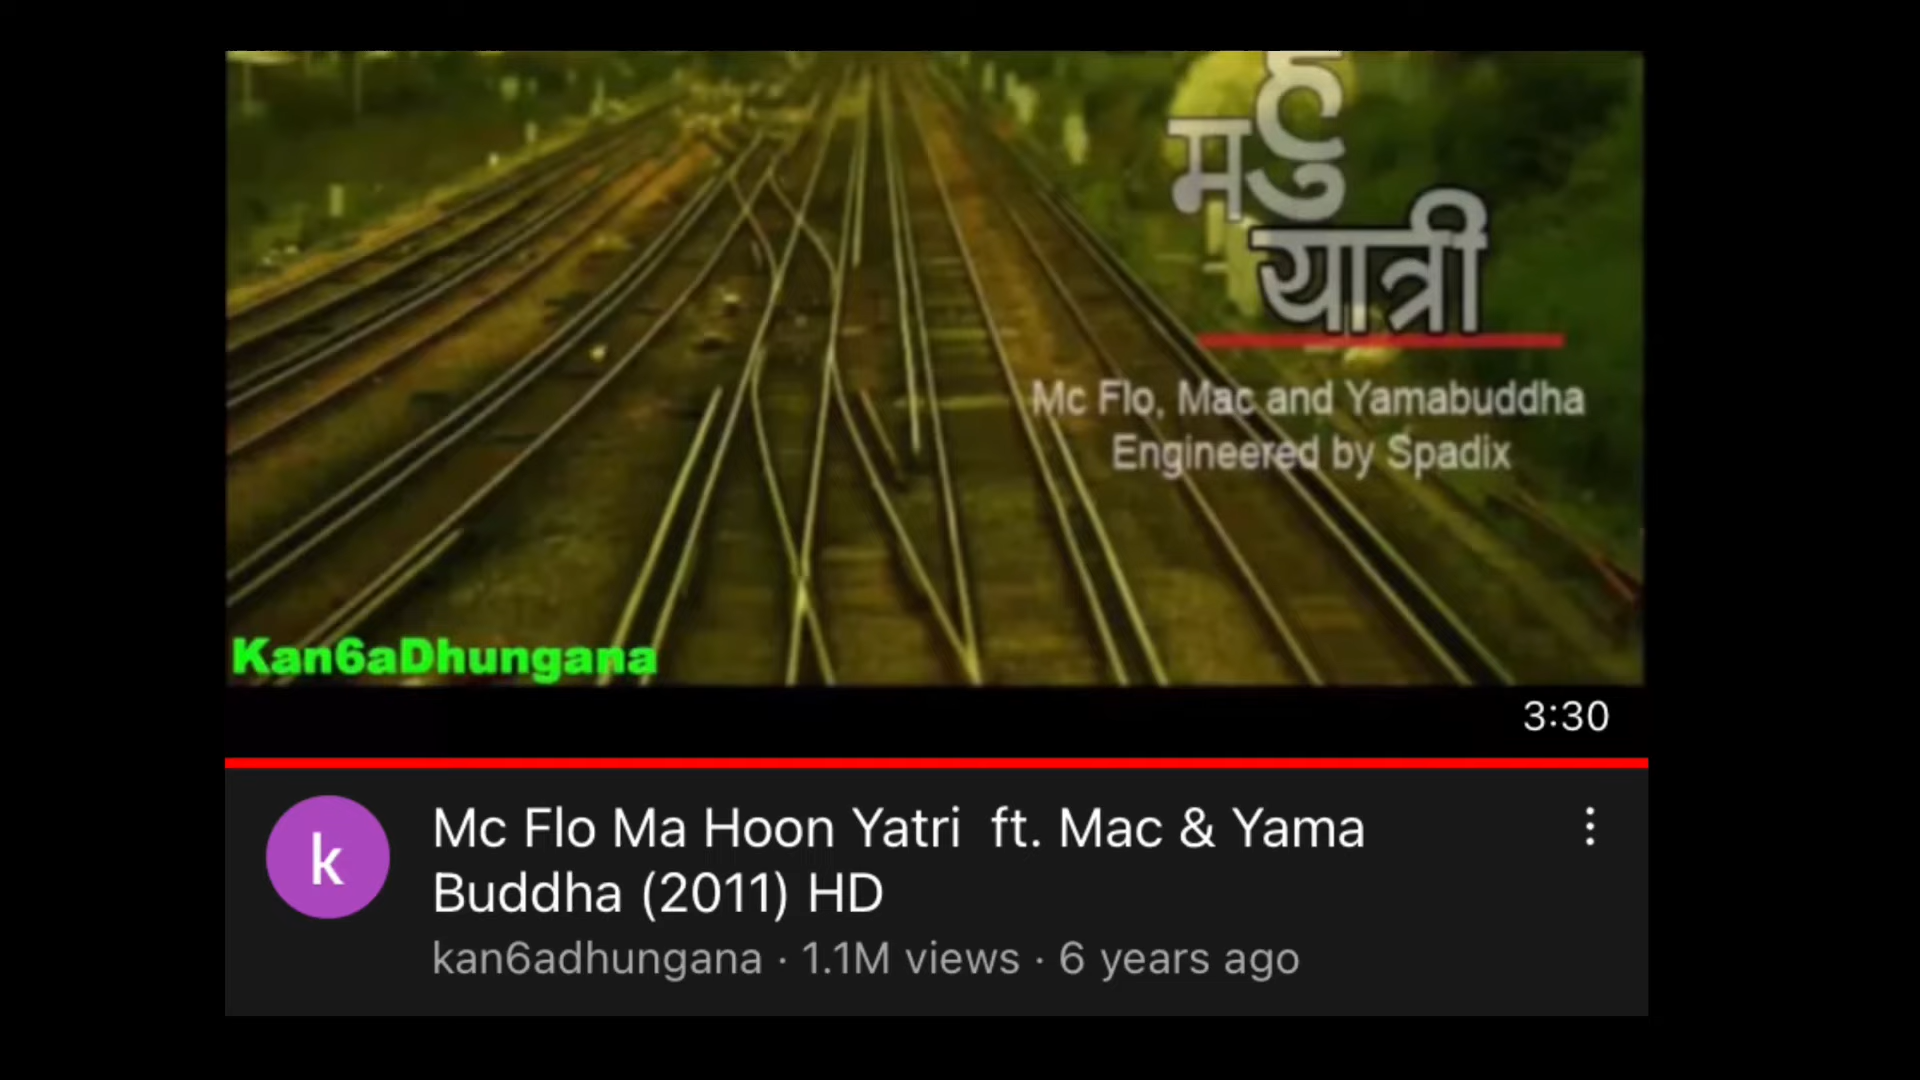 म हुँ
यात्री
Mc Flo, Mac and Yamabuddha
Engineered by Spadix
Kan6aDhungana
3:30
k
Mc Flo Ma Hoon Yatri ft. Mac & Yama
Buddha (2011) HD
kan6adhungana · 1.1M views · 6 years ago